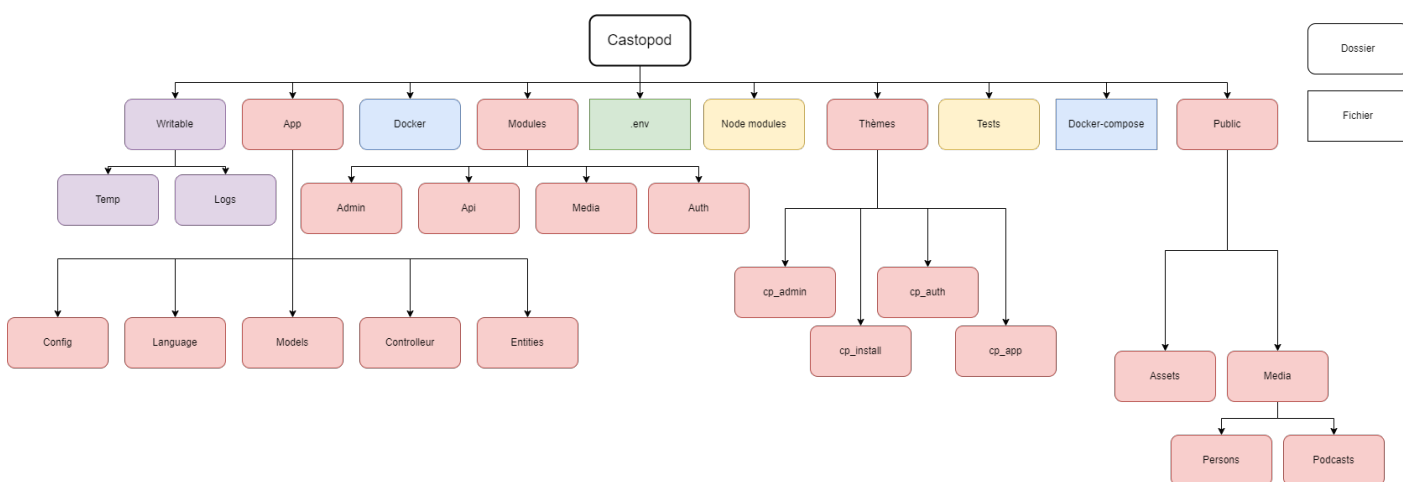 Castopod
Dossier
Fichier
Writable
App
Docker
Modules
.env
Node modules
Thèmes
Tests
Docker-compose
Public
Temp
Logs
Admin
Api
Media
Auth
cp_admin
cp_auth
Config
Language
Models
Controlleur
Entities
cp_install
cp_app
Assets
Media
Persons
Podcasts